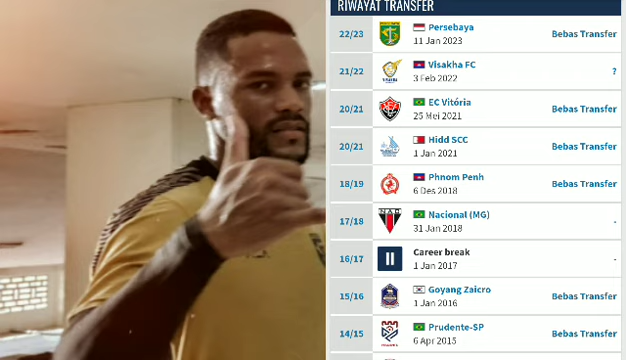 RIWAYAT TRANSFER
22/23 Persebaya Bebas Transfer
11 Jan 2023
21/22 Visakha FC ?
3 Feb 2022
20/21 EC Vitória Bebas Transfer
25 Mei 2021
20/21 Hidd SCC Bebas Transfer
1 Jan 2021
18/19 Phnom Penh Bebas Transfer
6 Des 2018
17/18 Nacional (MG) -
31 Jan 2018
16/17 Career break -
1 Jan 2017
15/16 Goyang Zaicro Bebas Transfer
1 Jan 2016
14/15 Prudente-SP Bebas Transfer
6 Apr 2015